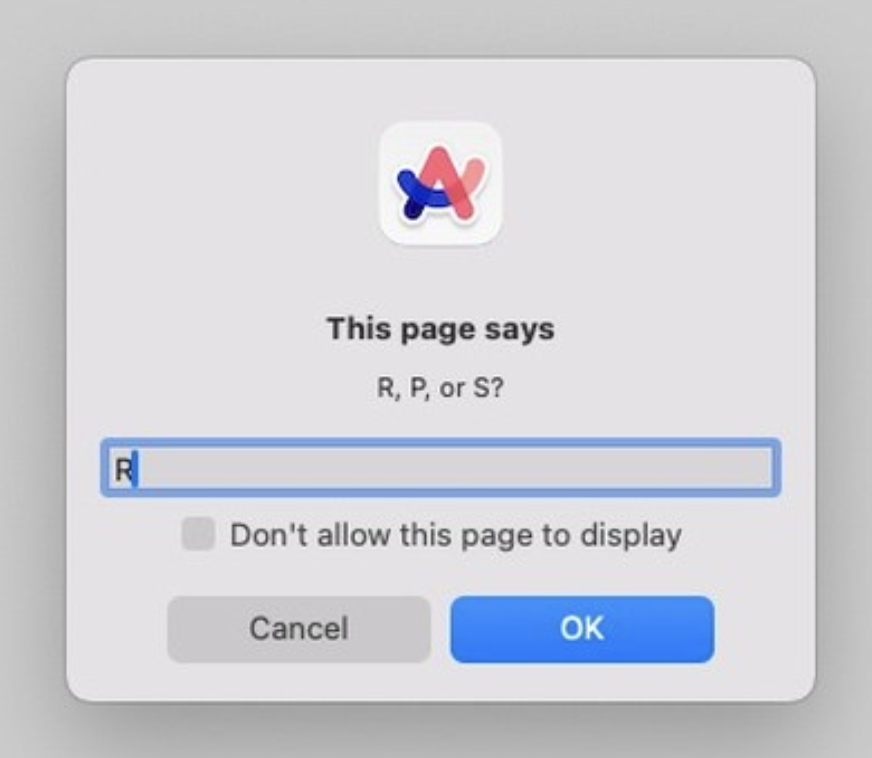 This page says
R, P, or S?
R
Don't allow this page to display
Cancel
OK